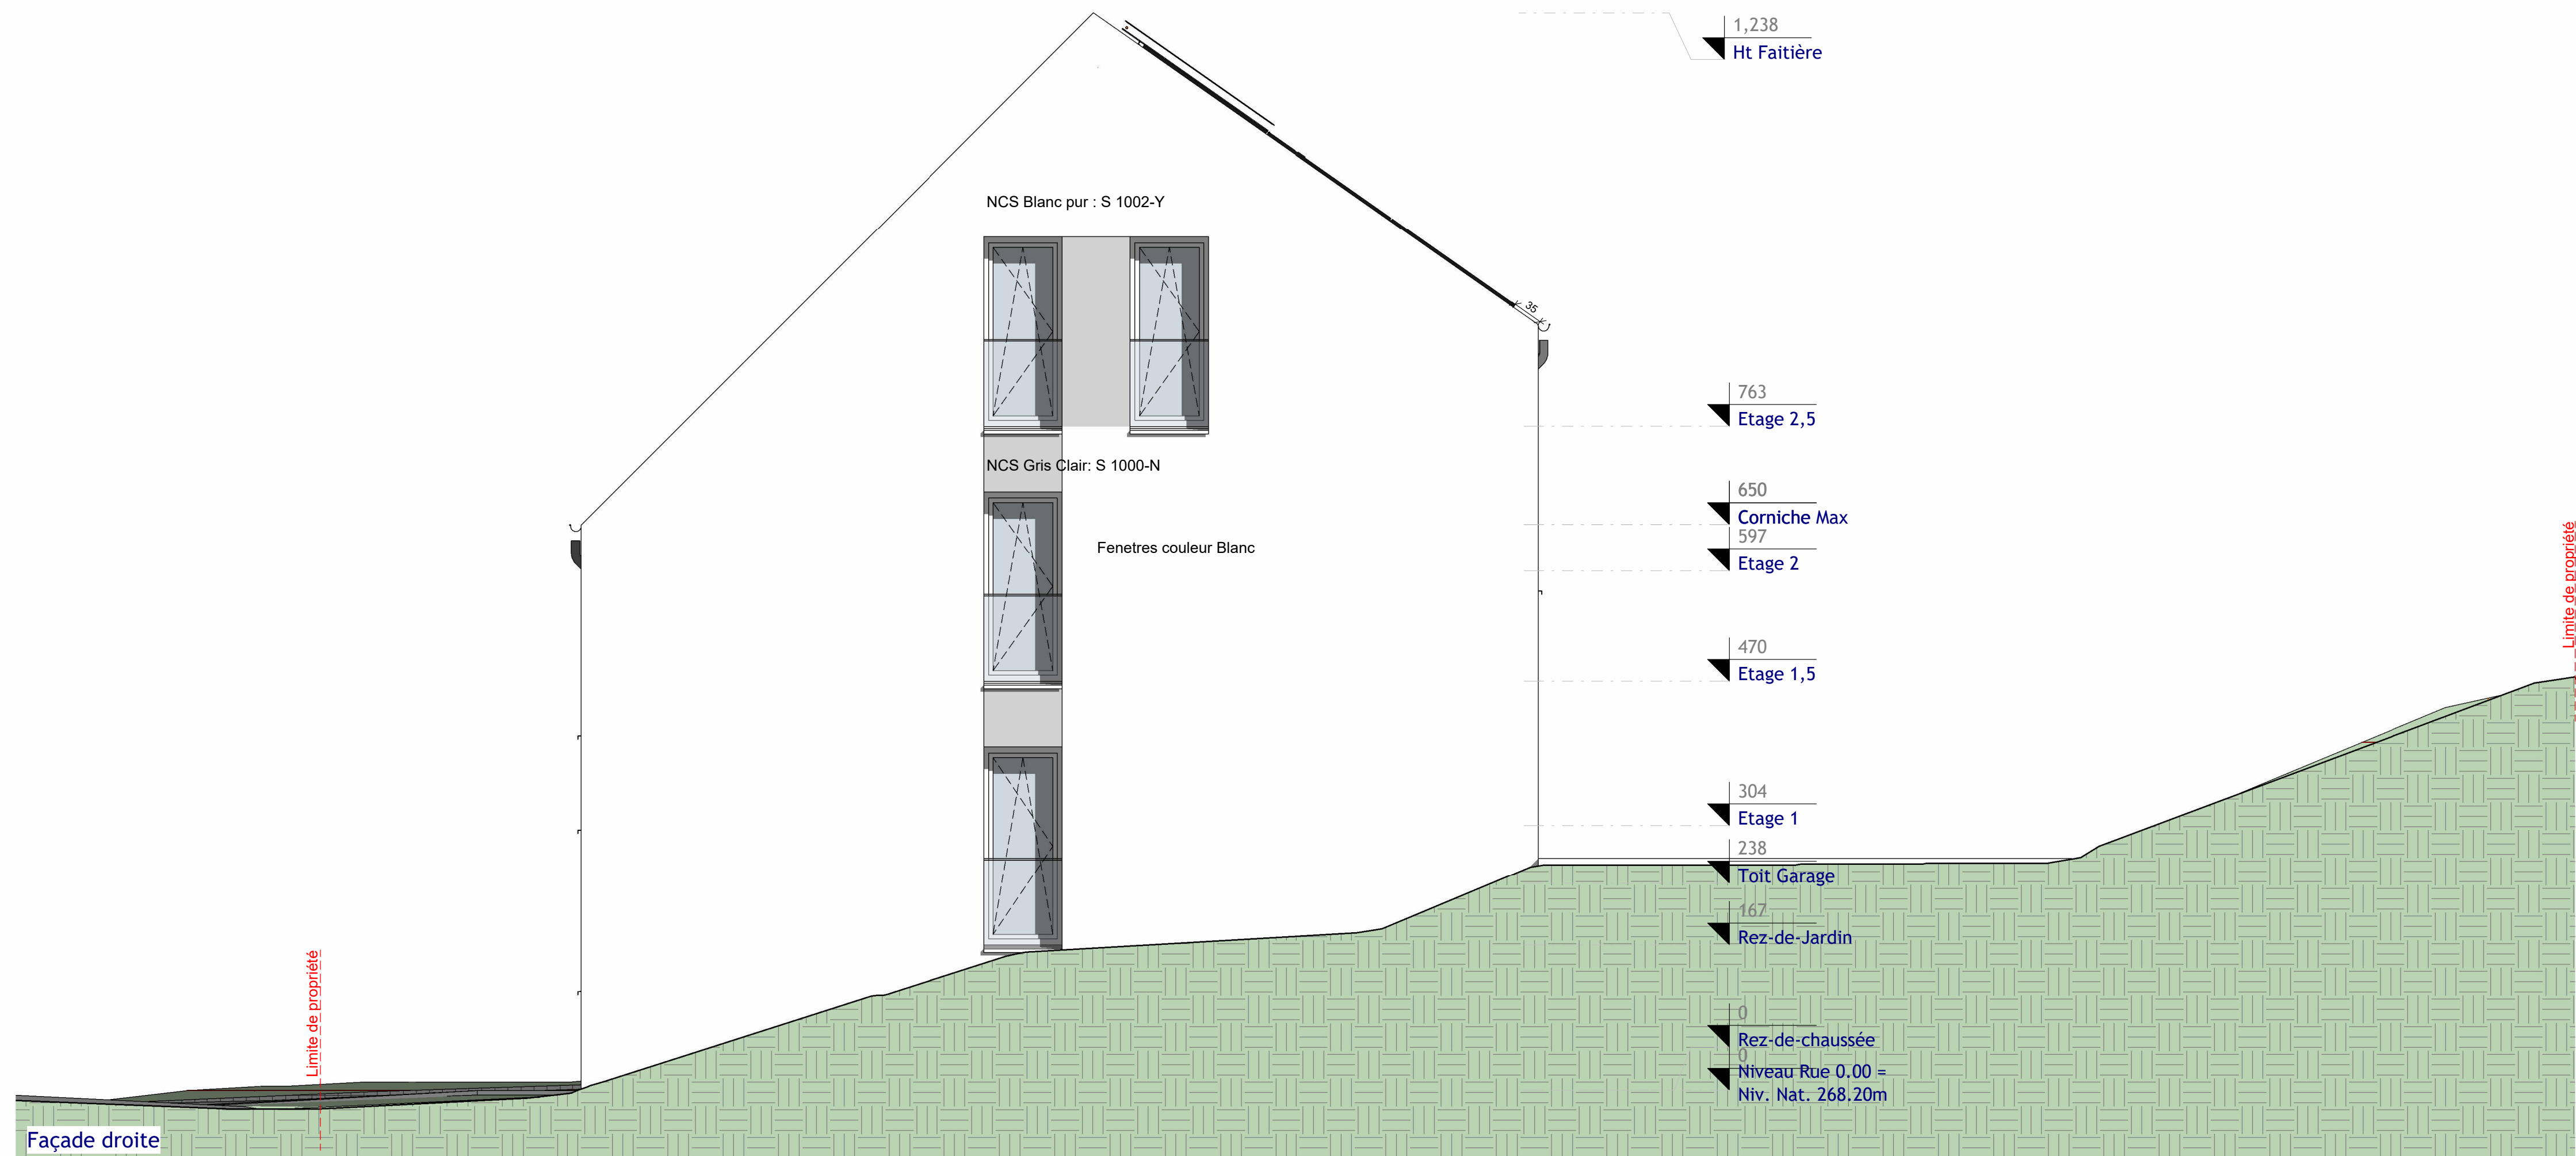 1,238
Ht Faitière
NCS Blanc pur : S 1002-Y
35
1
763
Etage 2,5
NCS Gris Clair: S 1000-N
650
Corniche Max
597
Etage 2
Fenetres couleur Blanc
Limite de propriété
470
Etage 1,5
304
Etage 1
238
Toit Garage
167
Rez-de-Jardin
Limite de propriété
0
Rez-de-chaussée
0
Niveau Rue 0.00 =
Niv. Nat. 268.20m
Façade droite